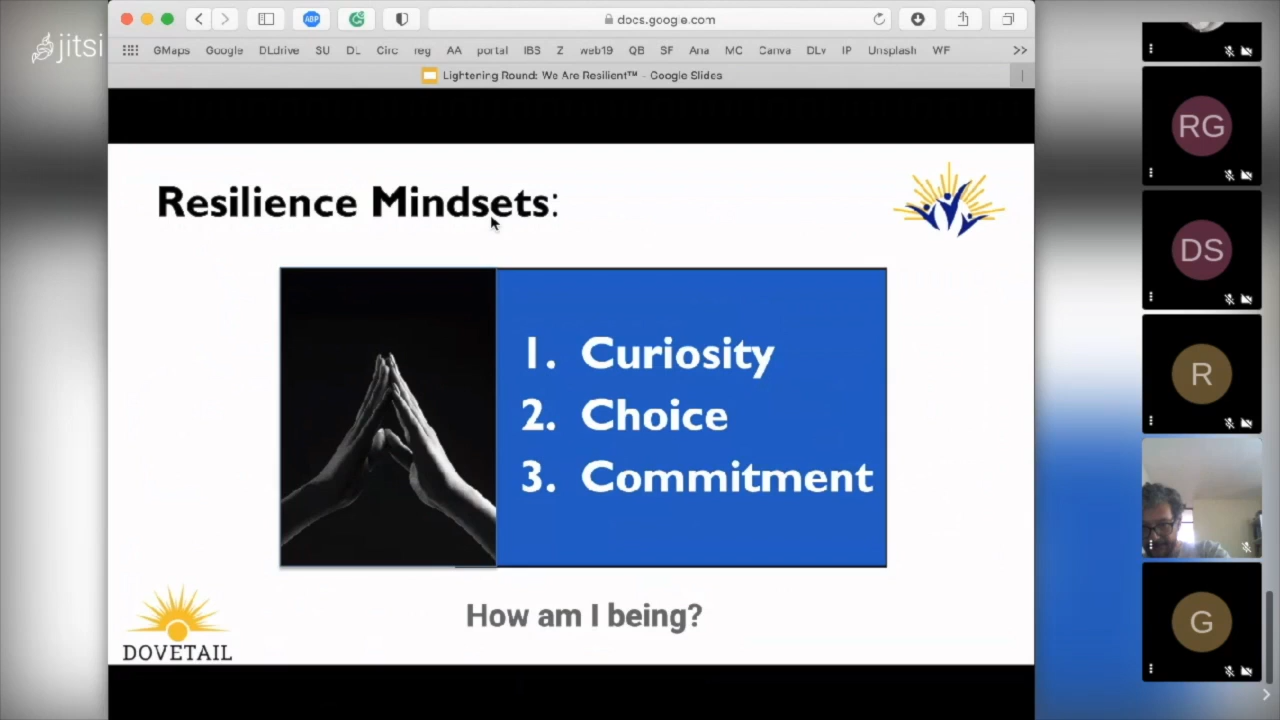 jitsi
docs.google.com
GMaps Google DLdrive SU DL Circ reg AA portal IBS Z web19 QB SF Ana MC Canva DLv IP Unsplash WF >>
Lightening Round: We Are Resilient™ - Google Slides
Resilience Mindsets:
1. Curiosity
2. Choice
3. Commitment
How am I being?
DOVETAIL
ABP
RG
DS
R
G